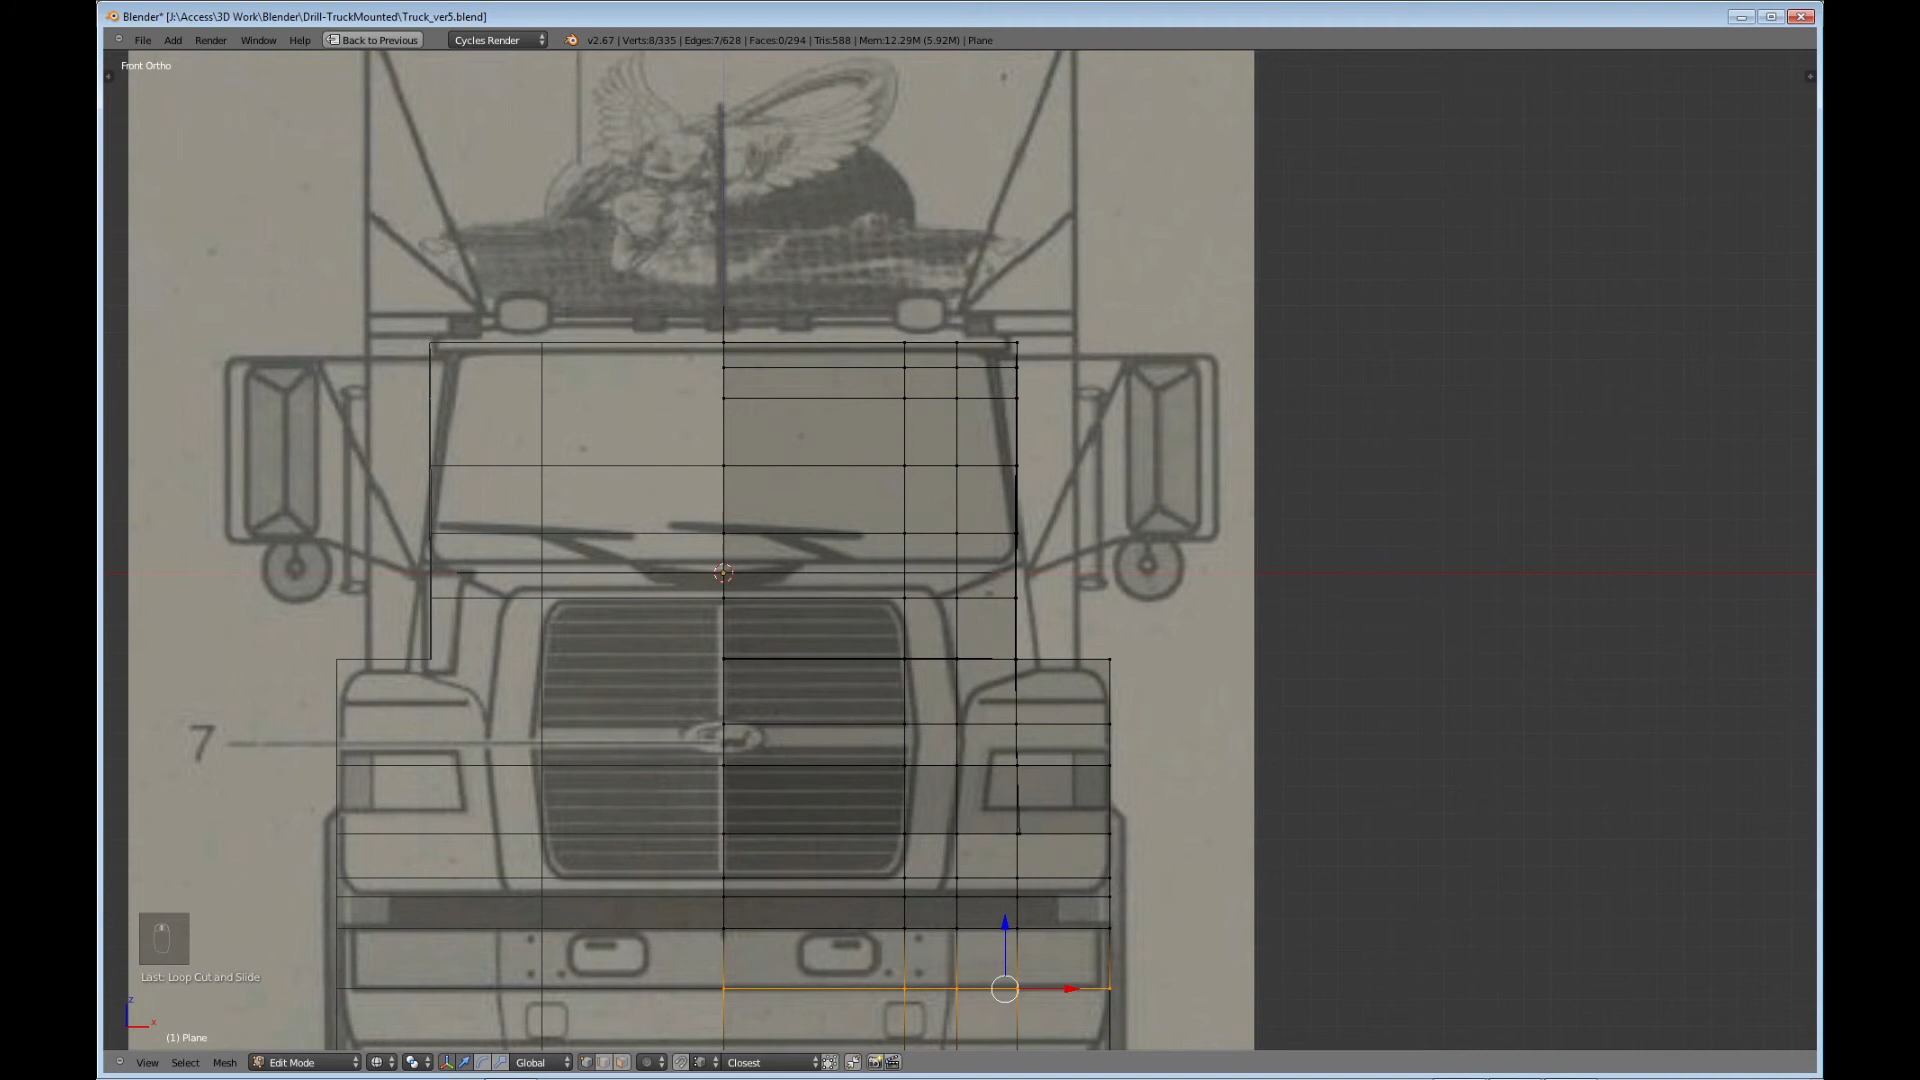 Blender* [J:\Access\3D Work\Blender\Drill-TruckMounted\Truck_ver5.blend]
File Add Render Window Help Back to Previous Cycles Render v2.67 | Verts:8/335 | Edges:7/628 | Faces:0/294 | Tris:588 | Mem:12.29M (5.92M) | Plane
Front Ortho
7
Last: Loop Cut and Slide
z
x
(1) Plane
View Select Mesh Edit Mode Global Closest